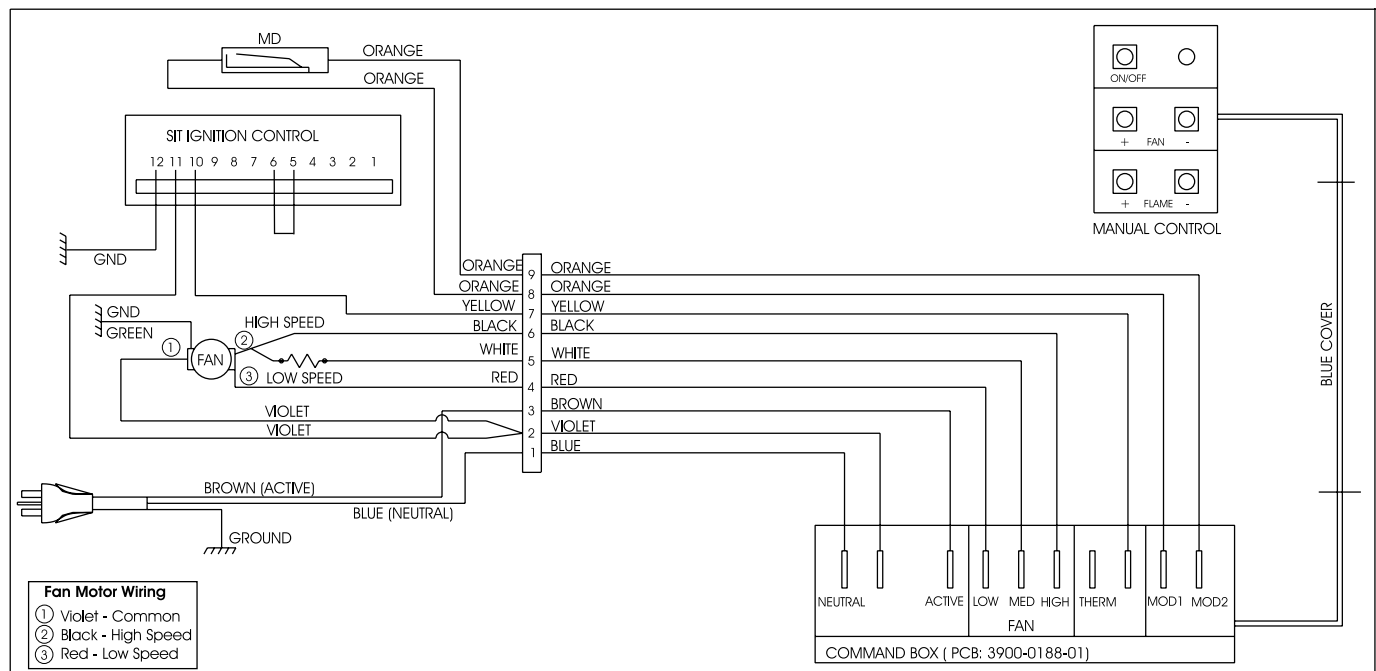 MD
ORANGE
ORANGE
SIT IGNITION CONTROL
12 11 10 9 8 7 6 5 4 3 2 1
GND
GND
GREEN
HIGH SPEED
1
FAN
2
3
LOW SPEED
VIOLET
VIOLET
ORANGE 9 ORANGE
ORANGE 8 ORANGE
YELLOW 7 YELLOW
BLACK 6 BLACK
WHITE 5 WHITE
RED 4 RED
3 BROWN
2 VIOLET
1 BLUE
BROWN (ACTIVE)
BLUE (NEUTRAL)
GROUND
Fan Motor Wiring
1 Violet - Common
2 Black - High Speed
3 Red - Low Speed
ON/OFF
+ FAN -
+ FLAME -
MANUAL CONTROL
BLUE COVER
NEUTRAL ACTIVE LOW MED HIGH THERM MOD1 MOD2
FAN
COMMAND BOX ( PCB: 3900-0188-01)